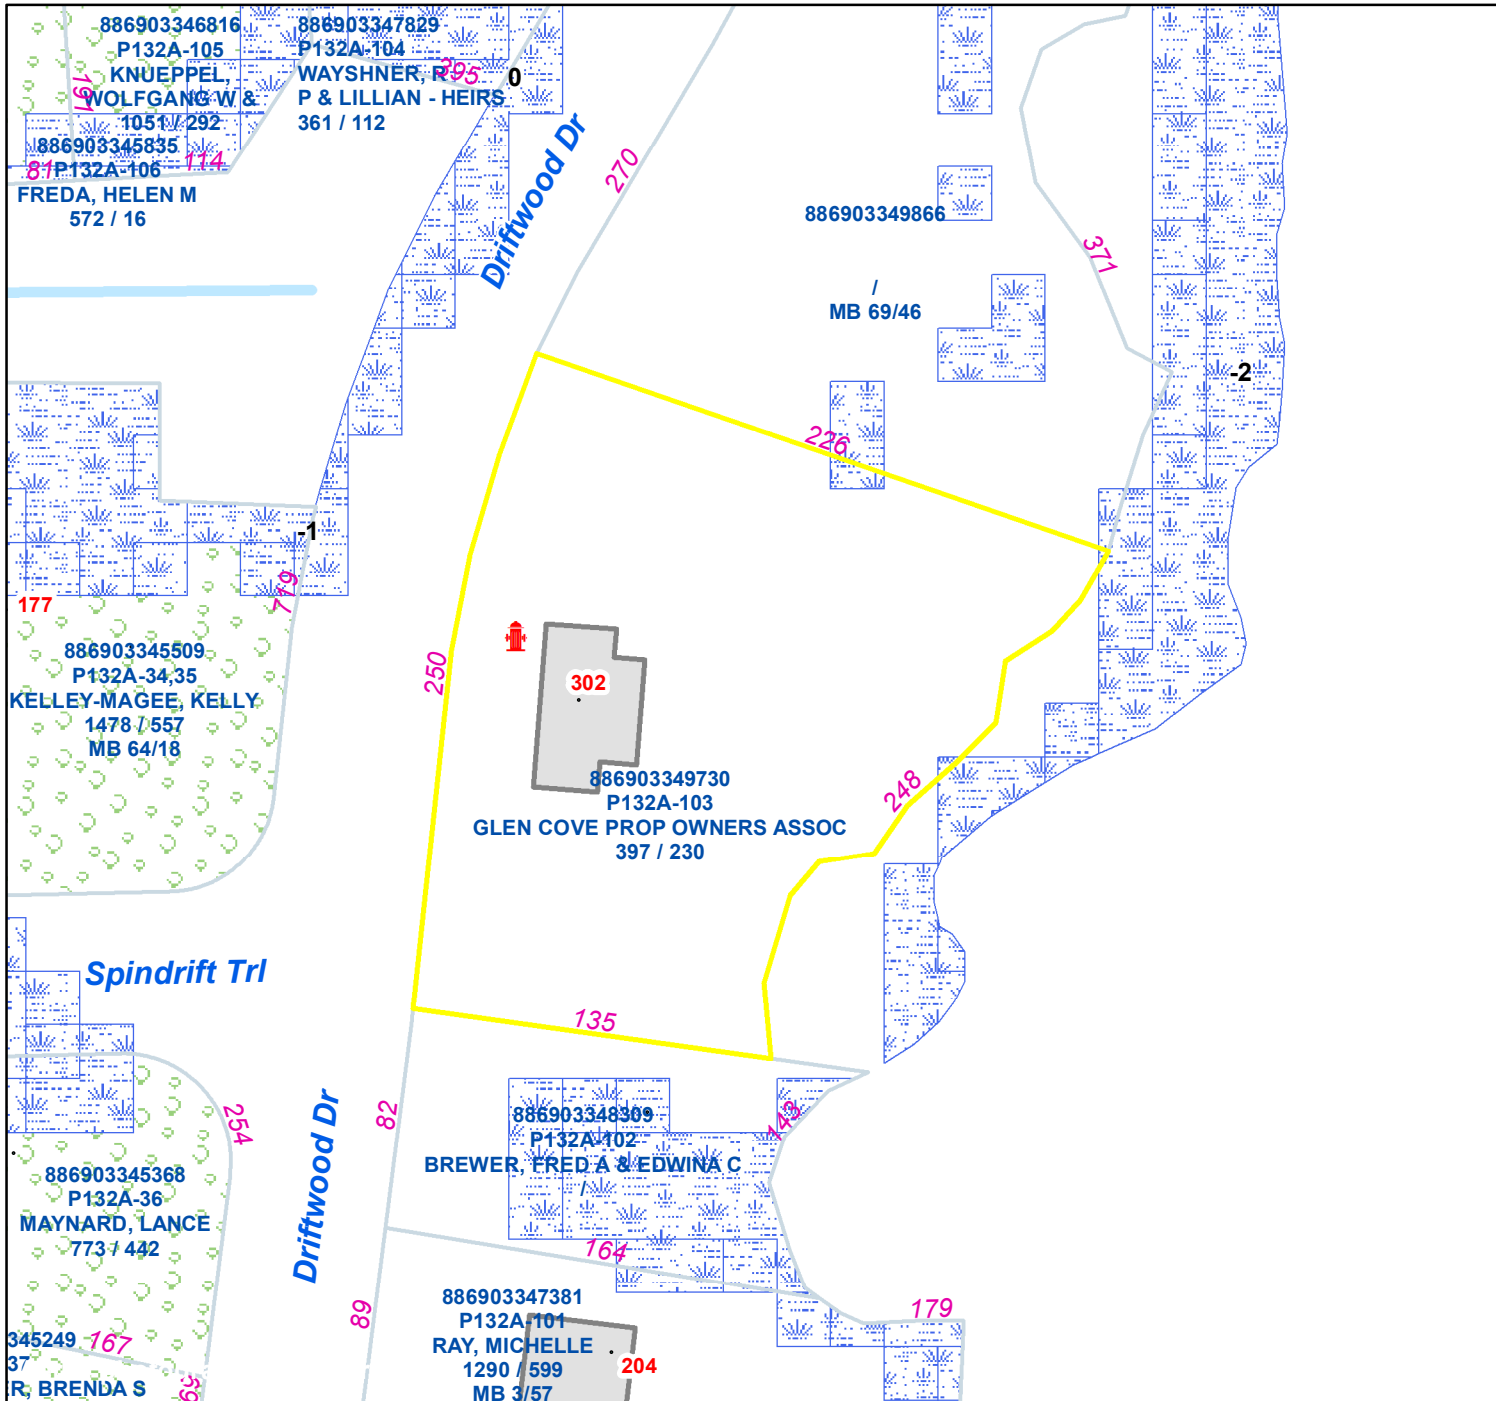 886903346816
P132A-105
KNUEPPEL,
WOLFGANG W &
1051 / 292
191
886903347829
P132A-104
WAYSHNER, R
P & LILLIAN - HEIRS
361 / 112
395
0
886903345835
P132A-106
FREDA, HELEN M
572 / 16
81
114
Driftwood Dr
270
886903349866
/
MB 69/46
371
-2
226
-1
719
177
886903345509
P132A-34,35
KELLEY-MAGEE, KELLY
1478 / 557
MB 64/18
250
302
886903349730
P132A-103
GLEN COVE PROP OWNERS ASSOC
397 / 230
248
Spindrift Trl
135
82
254
Driftwood Dr
886903348309
P132A-102
BREWER, FRED A & EDWINA C
/
143
886903345368
P132A-36
MAYNARD, LANCE
773 / 442
164
89
886903347381
P132A-101
RAY, MICHELLE
1290 / 599
MB 3/57
204
179
345249
37
R, BRENDA S
167